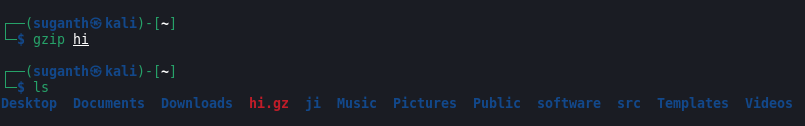 ┌──(suganth㉿kali)-[~]
└─$ gzip hi
┌──(suganth㉿kali)-[~]
└─$ ls
Desktop Documents Downloads hi.gz ji Music Pictures Public software src Templates Videos